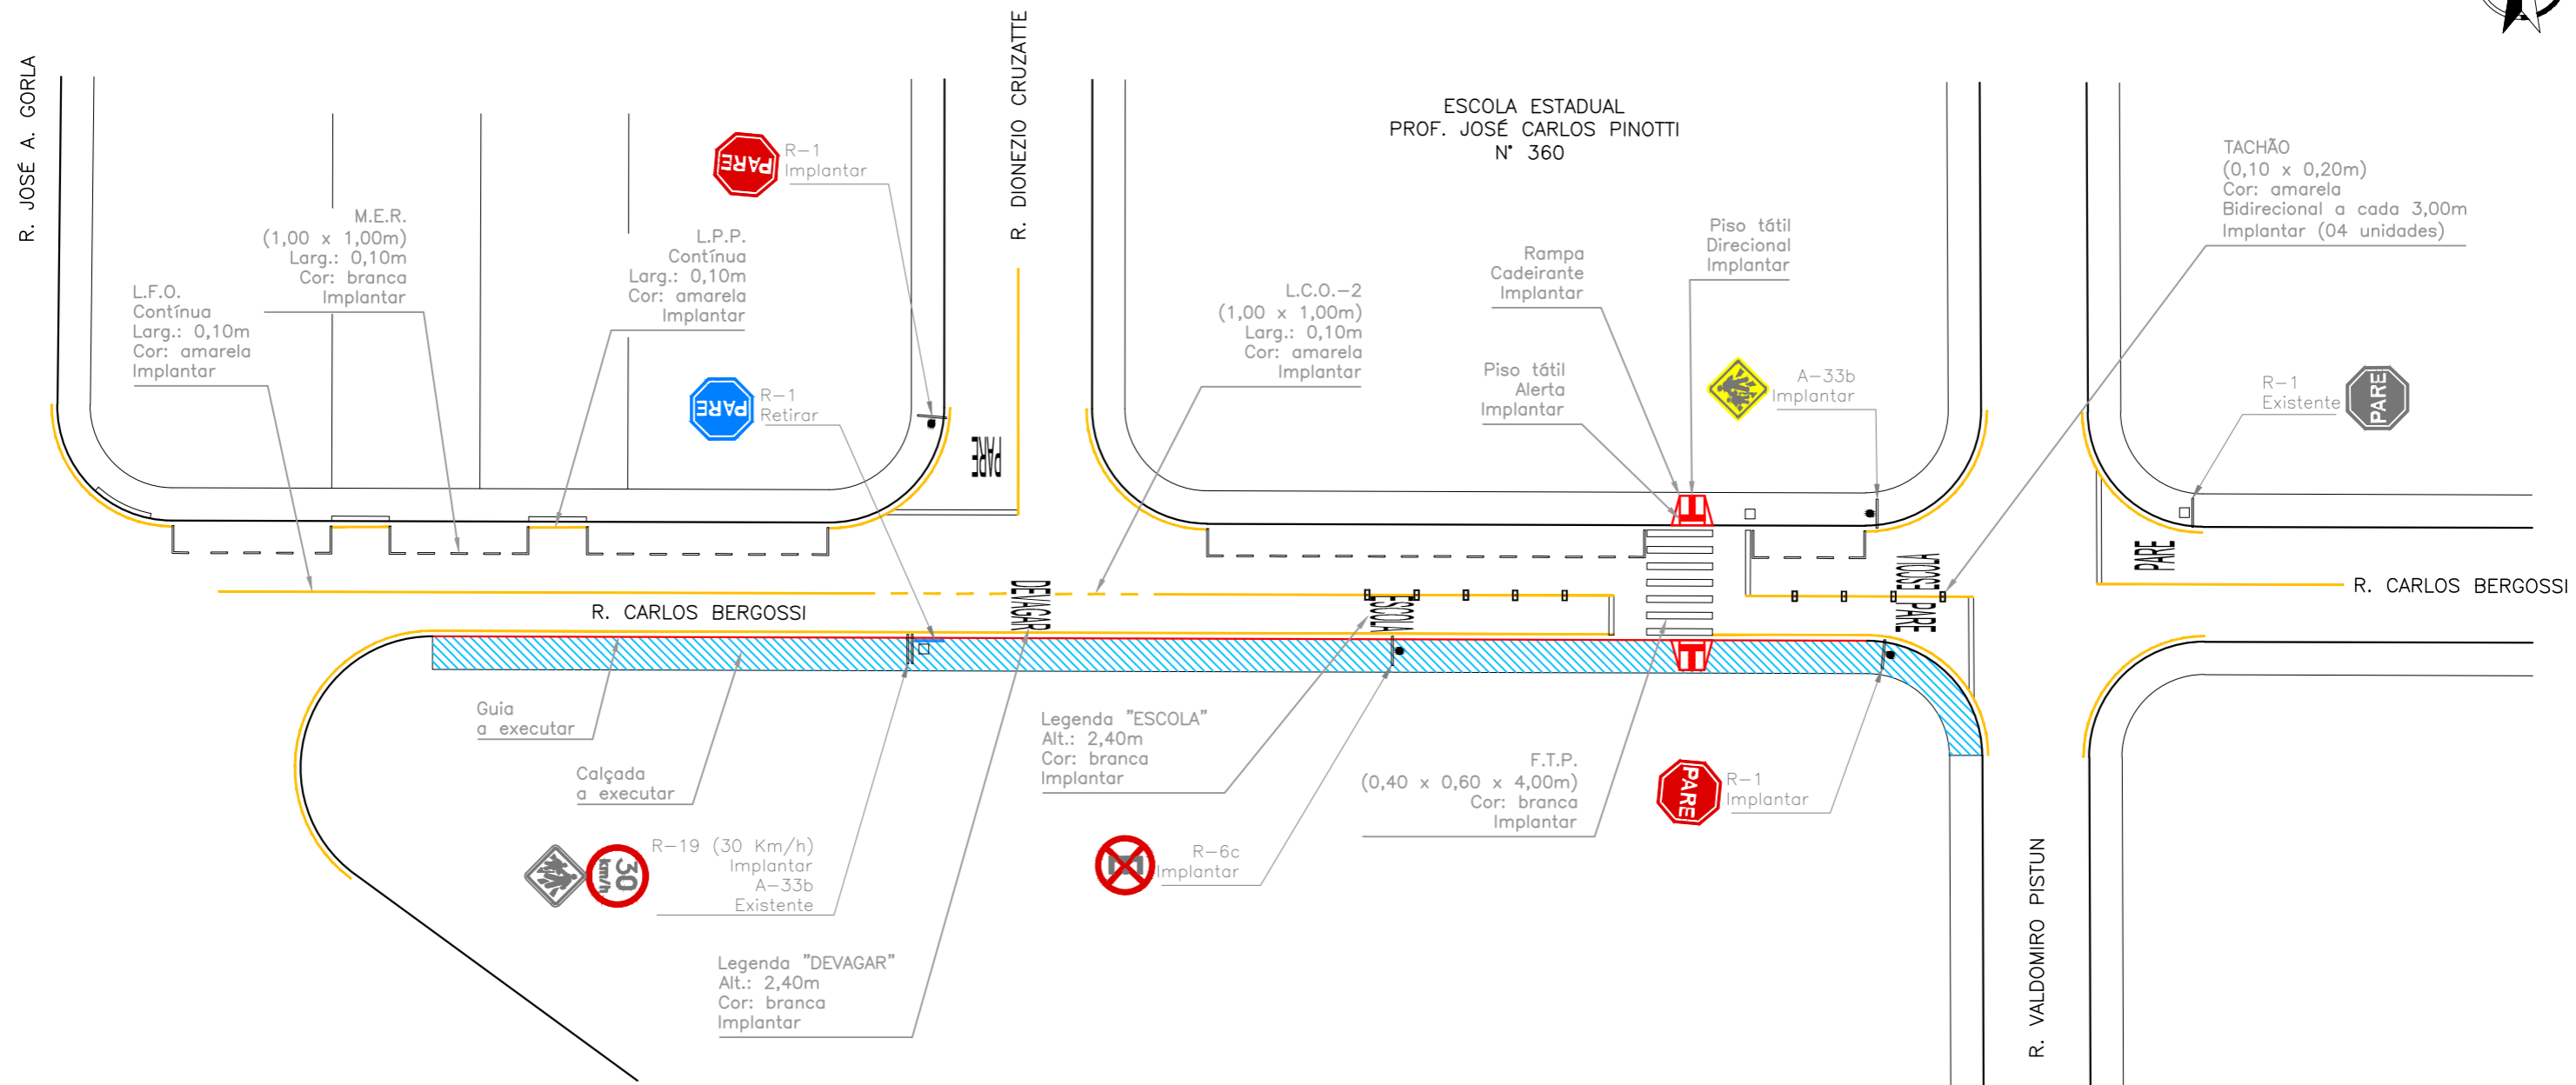 R. JOSÉ A. GORLA
L.F.O.
Contínua
Larg.: 0,10m
Cor: amarela
Implantar
M.E.R.
(1,00 x 1,00m)
Larg.: 0,10m
Cor: branca
Implantar
L.P.P.
Contínua
Larg.: 0,10m
Cor: amarela
Implantar
PARE
R-1
Implantar
PARE
R-1
Retirar
R. DIONEZIO CRUZATTE
PARE
ESCOLA ESTADUAL
PROF. JOSÉ CARLOS PINOTTI
N° 360
L.C.O.-2
(1,00 x 1,00m)
Larg.: 0,10m
Cor: amarela
Implantar
Rampa
Cadeirante
Implantar
Piso tátil
Direcional
Implantar
Piso tátil
Alerta
Implantar
A-33b
Implantar
TACHÃO
(0,10 x 0,20m)
Cor: amarela
Bidirecional a cada 3,00m
Implantar (04 unidades)
R-1
Existente
PARE
PARE
R. CARLOS BERGOSSI
R. CARLOS BERGOSSI
DEVAGAR
ESCOLA
ESCOLA
PARE
Guia
a executar
Calçada
a executar
30
km/h
R-19 (30 Km/h)
Implantar
A-33b
Existente
Legenda "DEVAGAR"
Alt.: 2,40m
Cor: branca
Implantar
Legenda "ESCOLA"
Alt.: 2,40m
Cor: branca
Implantar
E
R-6c
Implantar
F.T.P.
(0,40 x 0,60 x 4,00m)
Cor: branca
Implantar
PARE
R-1
Implantar
R. VALDOMIRO PISTUN